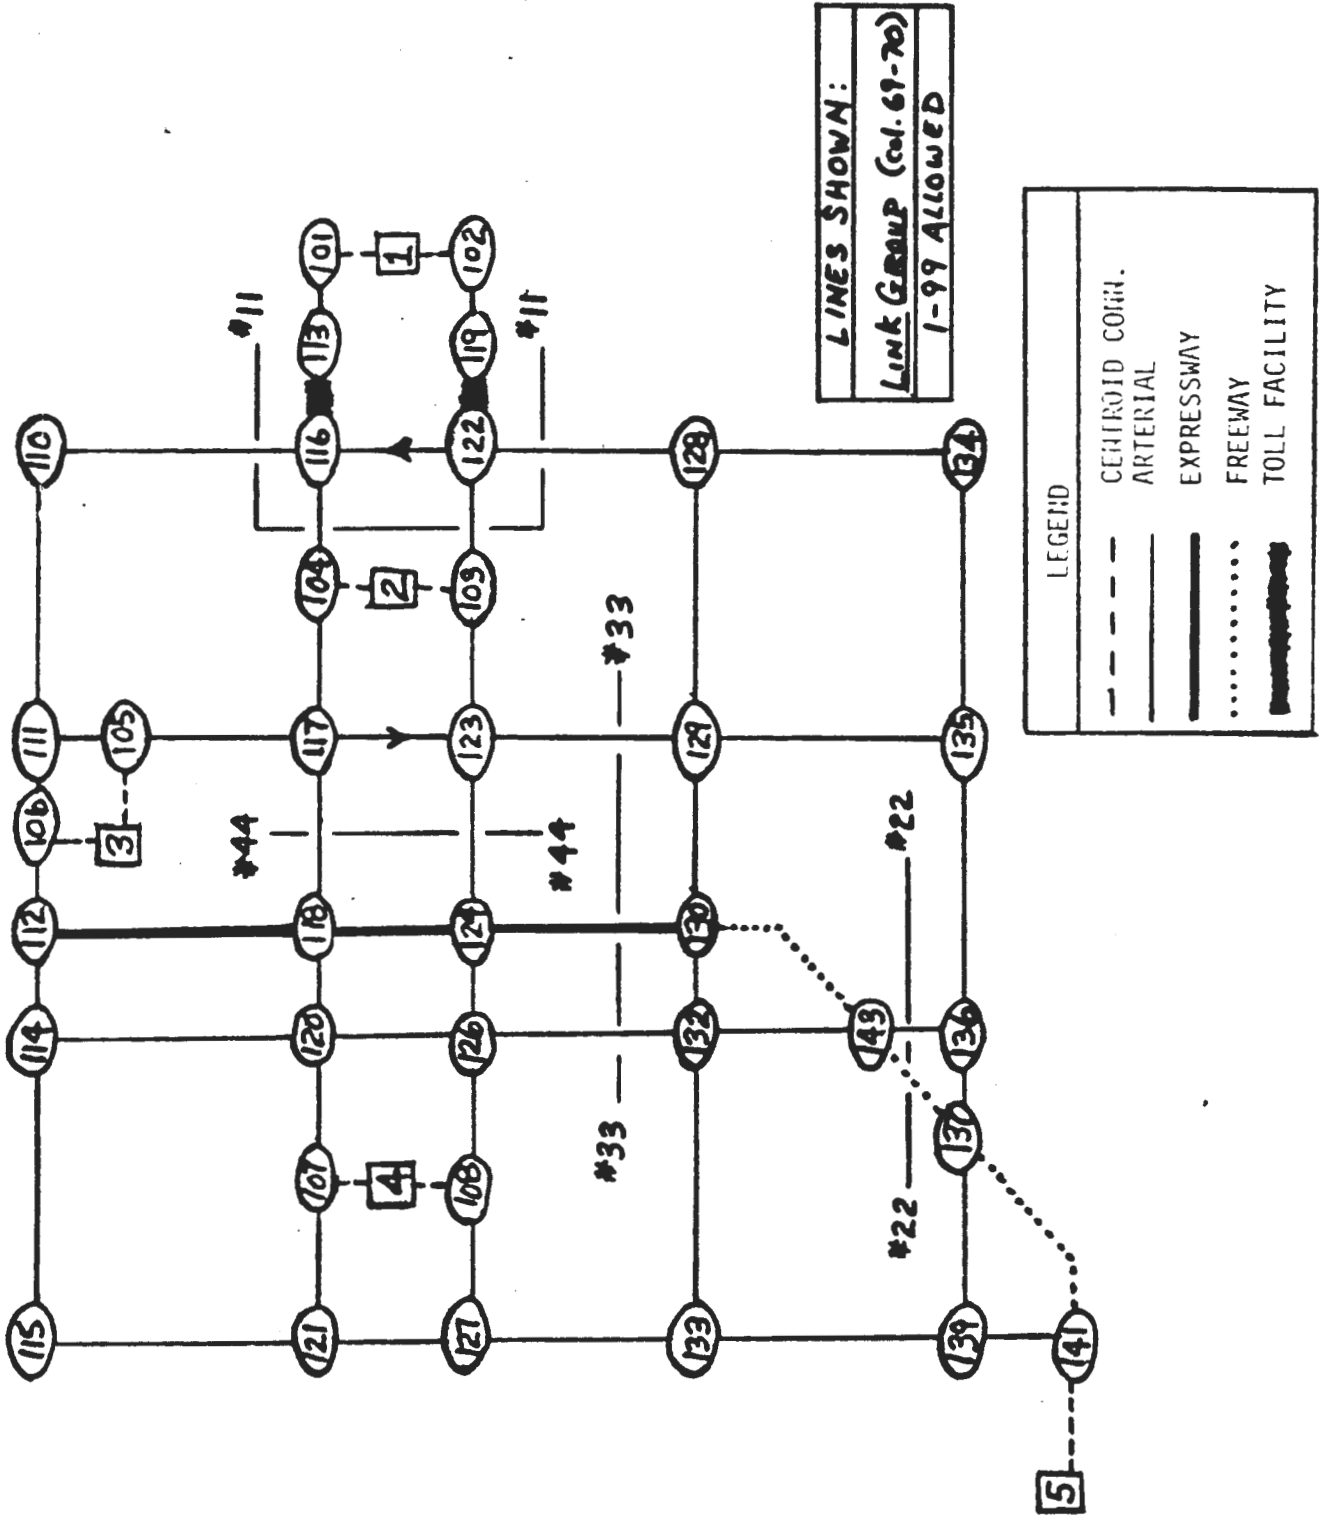 115 114 112 106 111 110
3 105
#44 #11
121 107 120 118 117 104 116 113 101
4 2 1
127 108 126 124 123 103 122 119 102
#44 #11
#33 #33
133 132 130 129 128
143
#22 #22
139 136 135 134
5 141
LINES SHOWN:
LINK GROUP (col. 69-70)
1-99 ALLOWED
LEGEND
CENTROID CONN.
ARTERIAL
EXPRESSWAY
FREEWAY
TOLL FACILITY